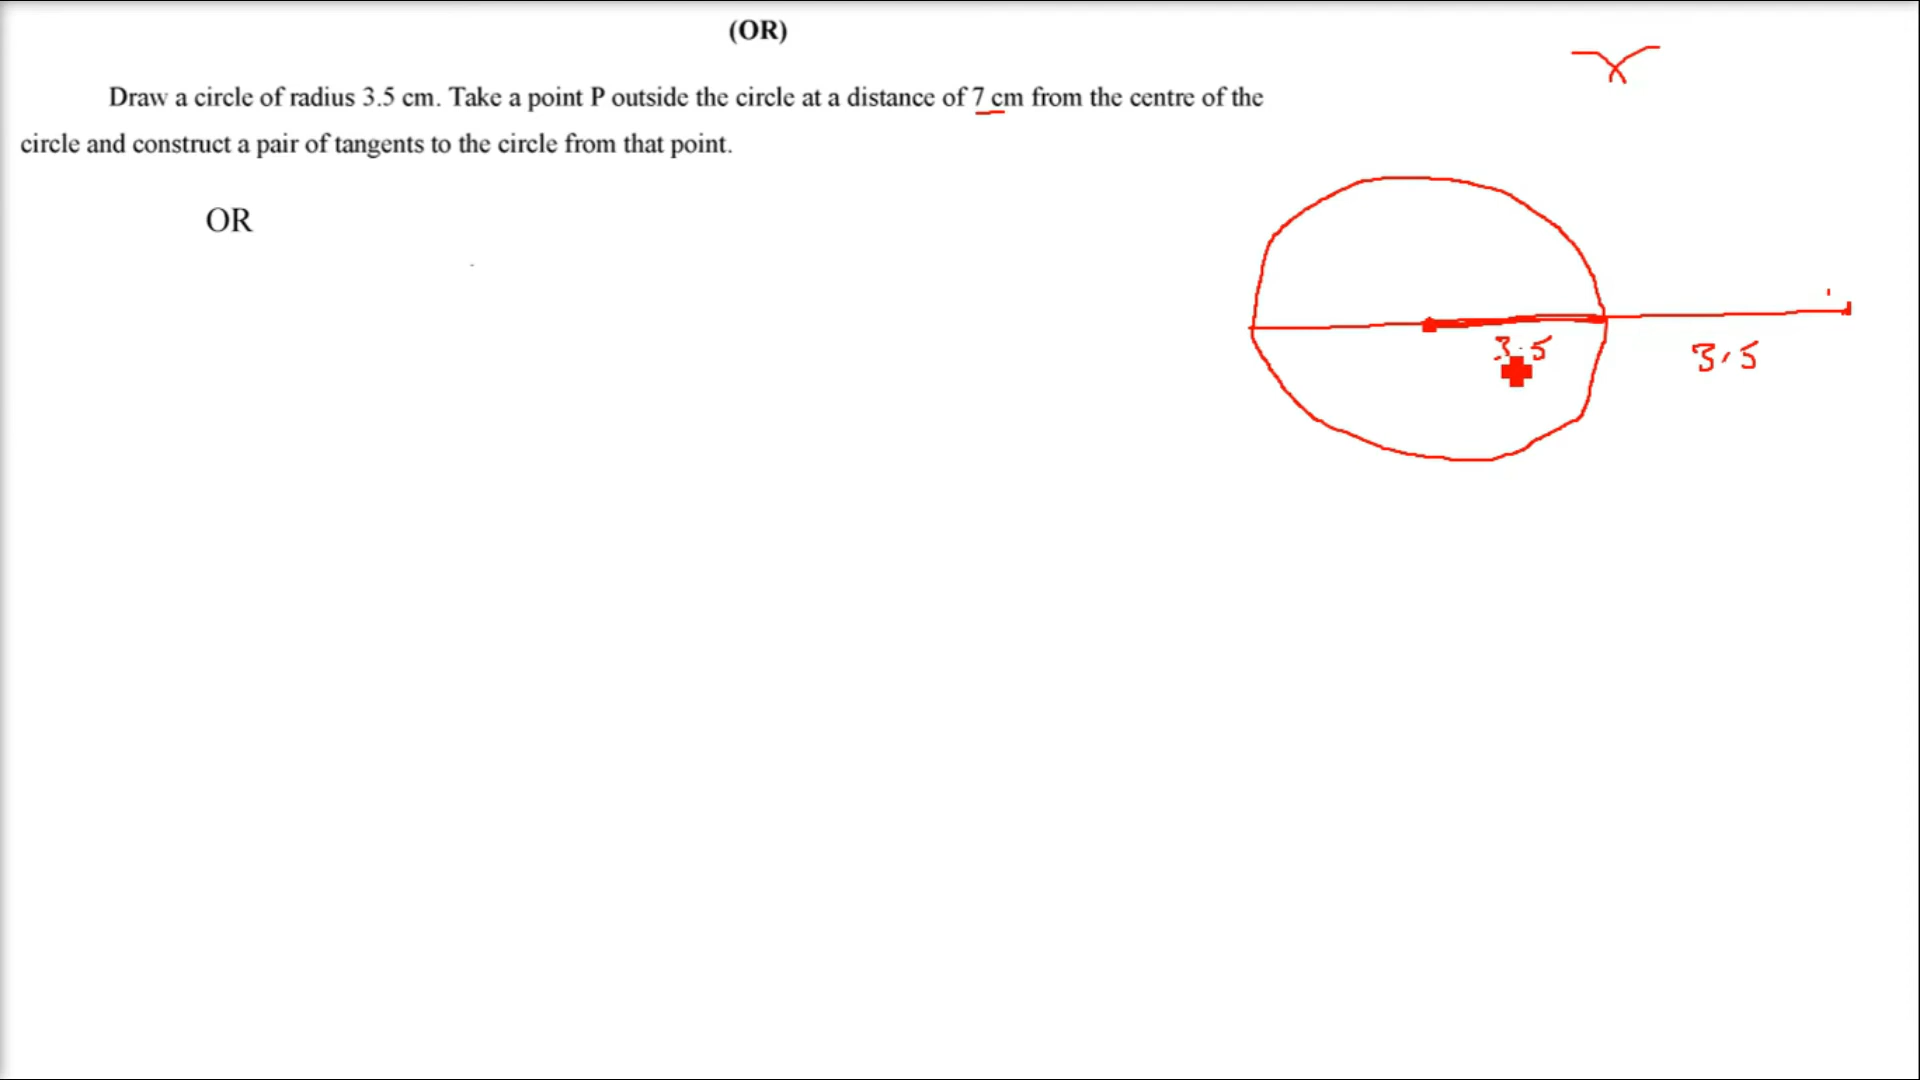 (OR)
Draw a circle of radius 3.5 cm. Take a point P outside the circle at a distance of 7 cm from the centre of the
circle and construct a pair of tangents to the circle from that point.
OR
3.5
3.5